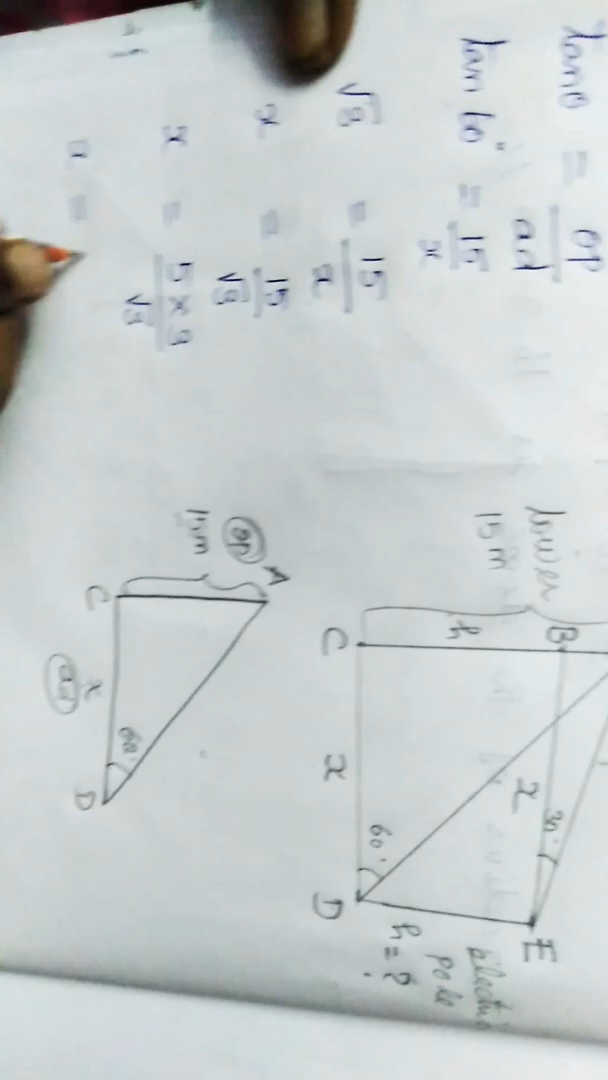 tanθ = op/ad
tan 60° = 15/x
√3 = 15/x
x = 15/√3
x = 5×3/√3
x =
Tower
15 m
B
h
C
x
x
30°
60°
D
E
Electric
pole
h = ?
A
op
15m
C
x
ad
60°
D